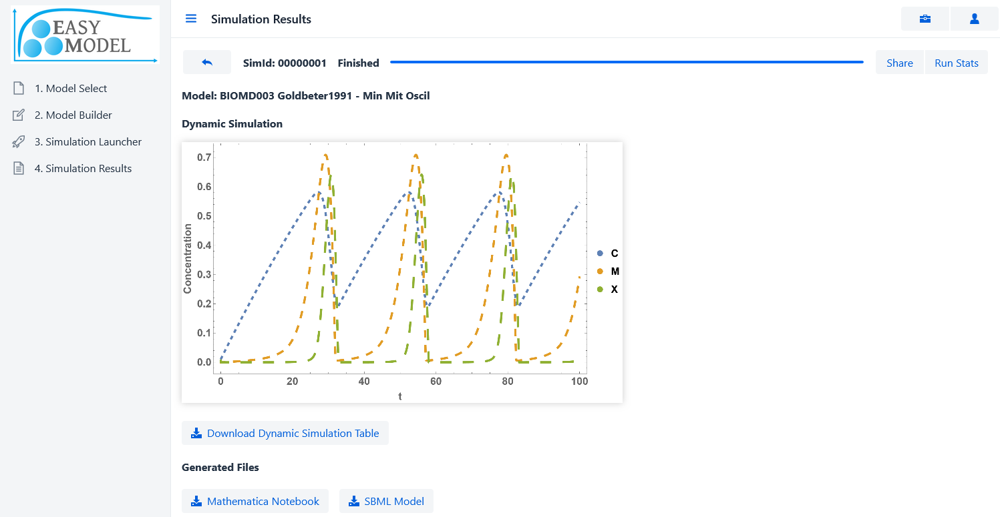 EASY
MODEL
Simulation Results
1. Model Select
2. Model Builder
3. Simulation Launcher
4. Simulation Results
SimId: 00000001 Finished
Share Run Stats
Model: BIOMD003 Goldbeter1991 - Min Mit Oscil
Dynamic Simulation
0.7
0.6
0.5
0.4
0.3
0.2
0.1
0.0
Concentration
0 20 40 60 80 100
t
C
M
X
Download Dynamic Simulation Table
Generated Files
Mathematica Notebook SBML Model